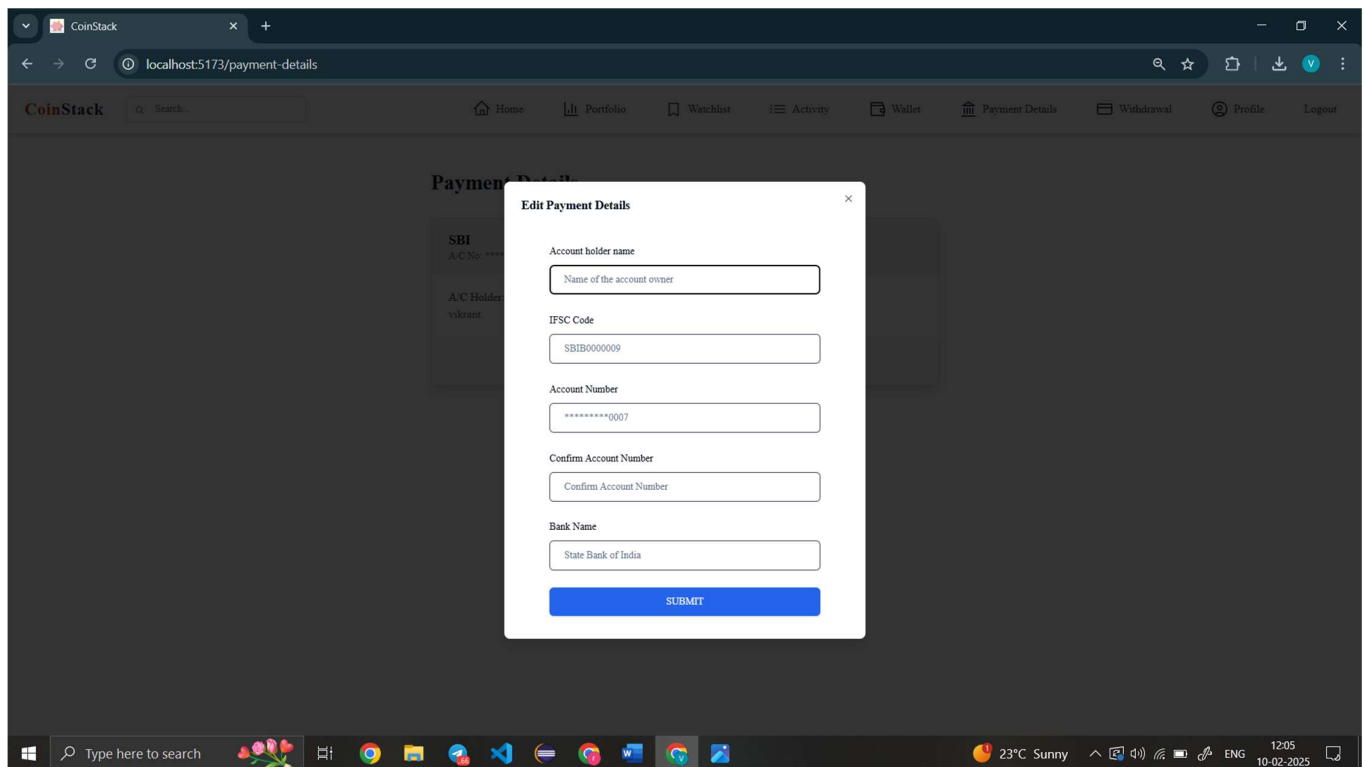 CoinStack
localhost:5173/payment-details
CoinStack Search... Home Portfolio Watchlist Activity Wallet Payment Details Withdrawal Profile Logout
Payment Details
Edit Payment Details
SBI
A/C No: ****
A/C Holder:
vikrant
Account holder name
Name of the account owner
IFSC Code
SBIB0000009
Account Number
*********0007
Confirm Account Number
Confirm Account Number
Bank Name
State Bank of India
SUBMIT
Type here to search
23°C Sunny
ENG
12:05
10-02-2025